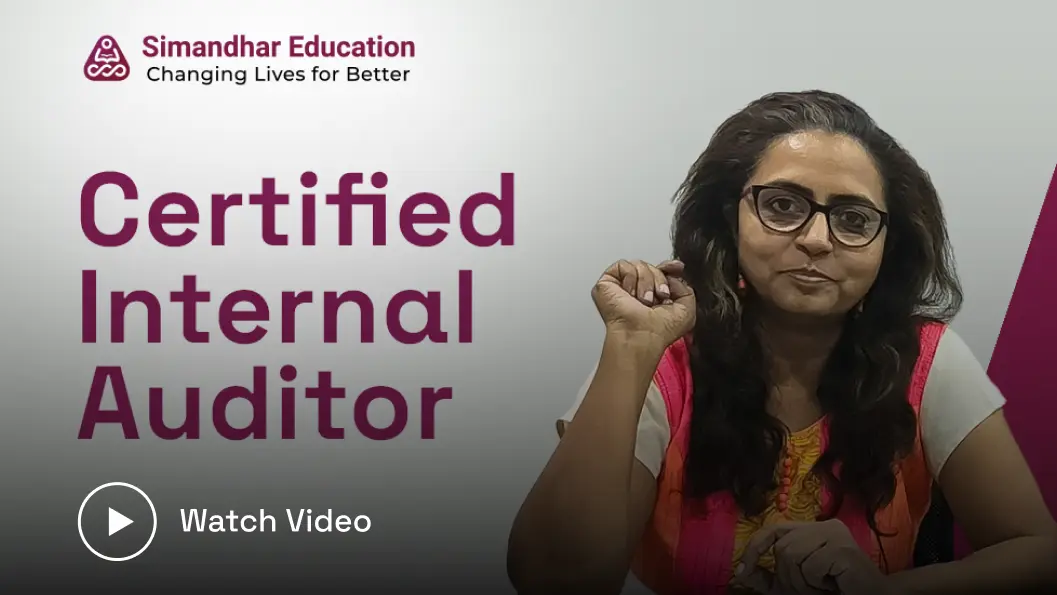 Simandhar Education
Changing Lives for Better
Certified
Internal
Auditor
Watch Video